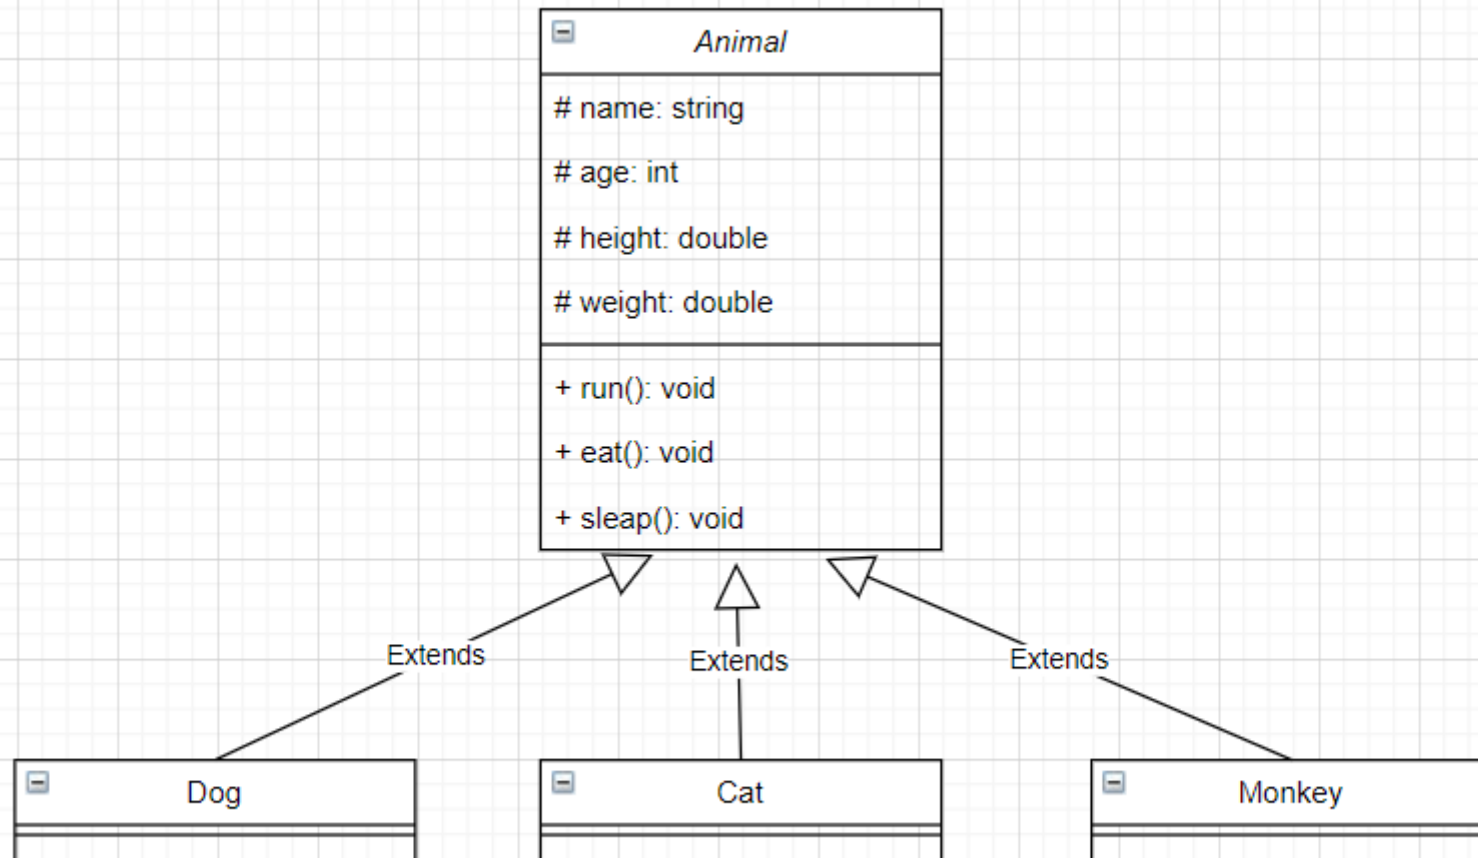 Animal
# name: string
# age: int
# height: double
# weight: double
+ run(): void
+ eat(): void
+ sleap(): void
Extends
Extends
Extends
Dog
Cat
Monkey